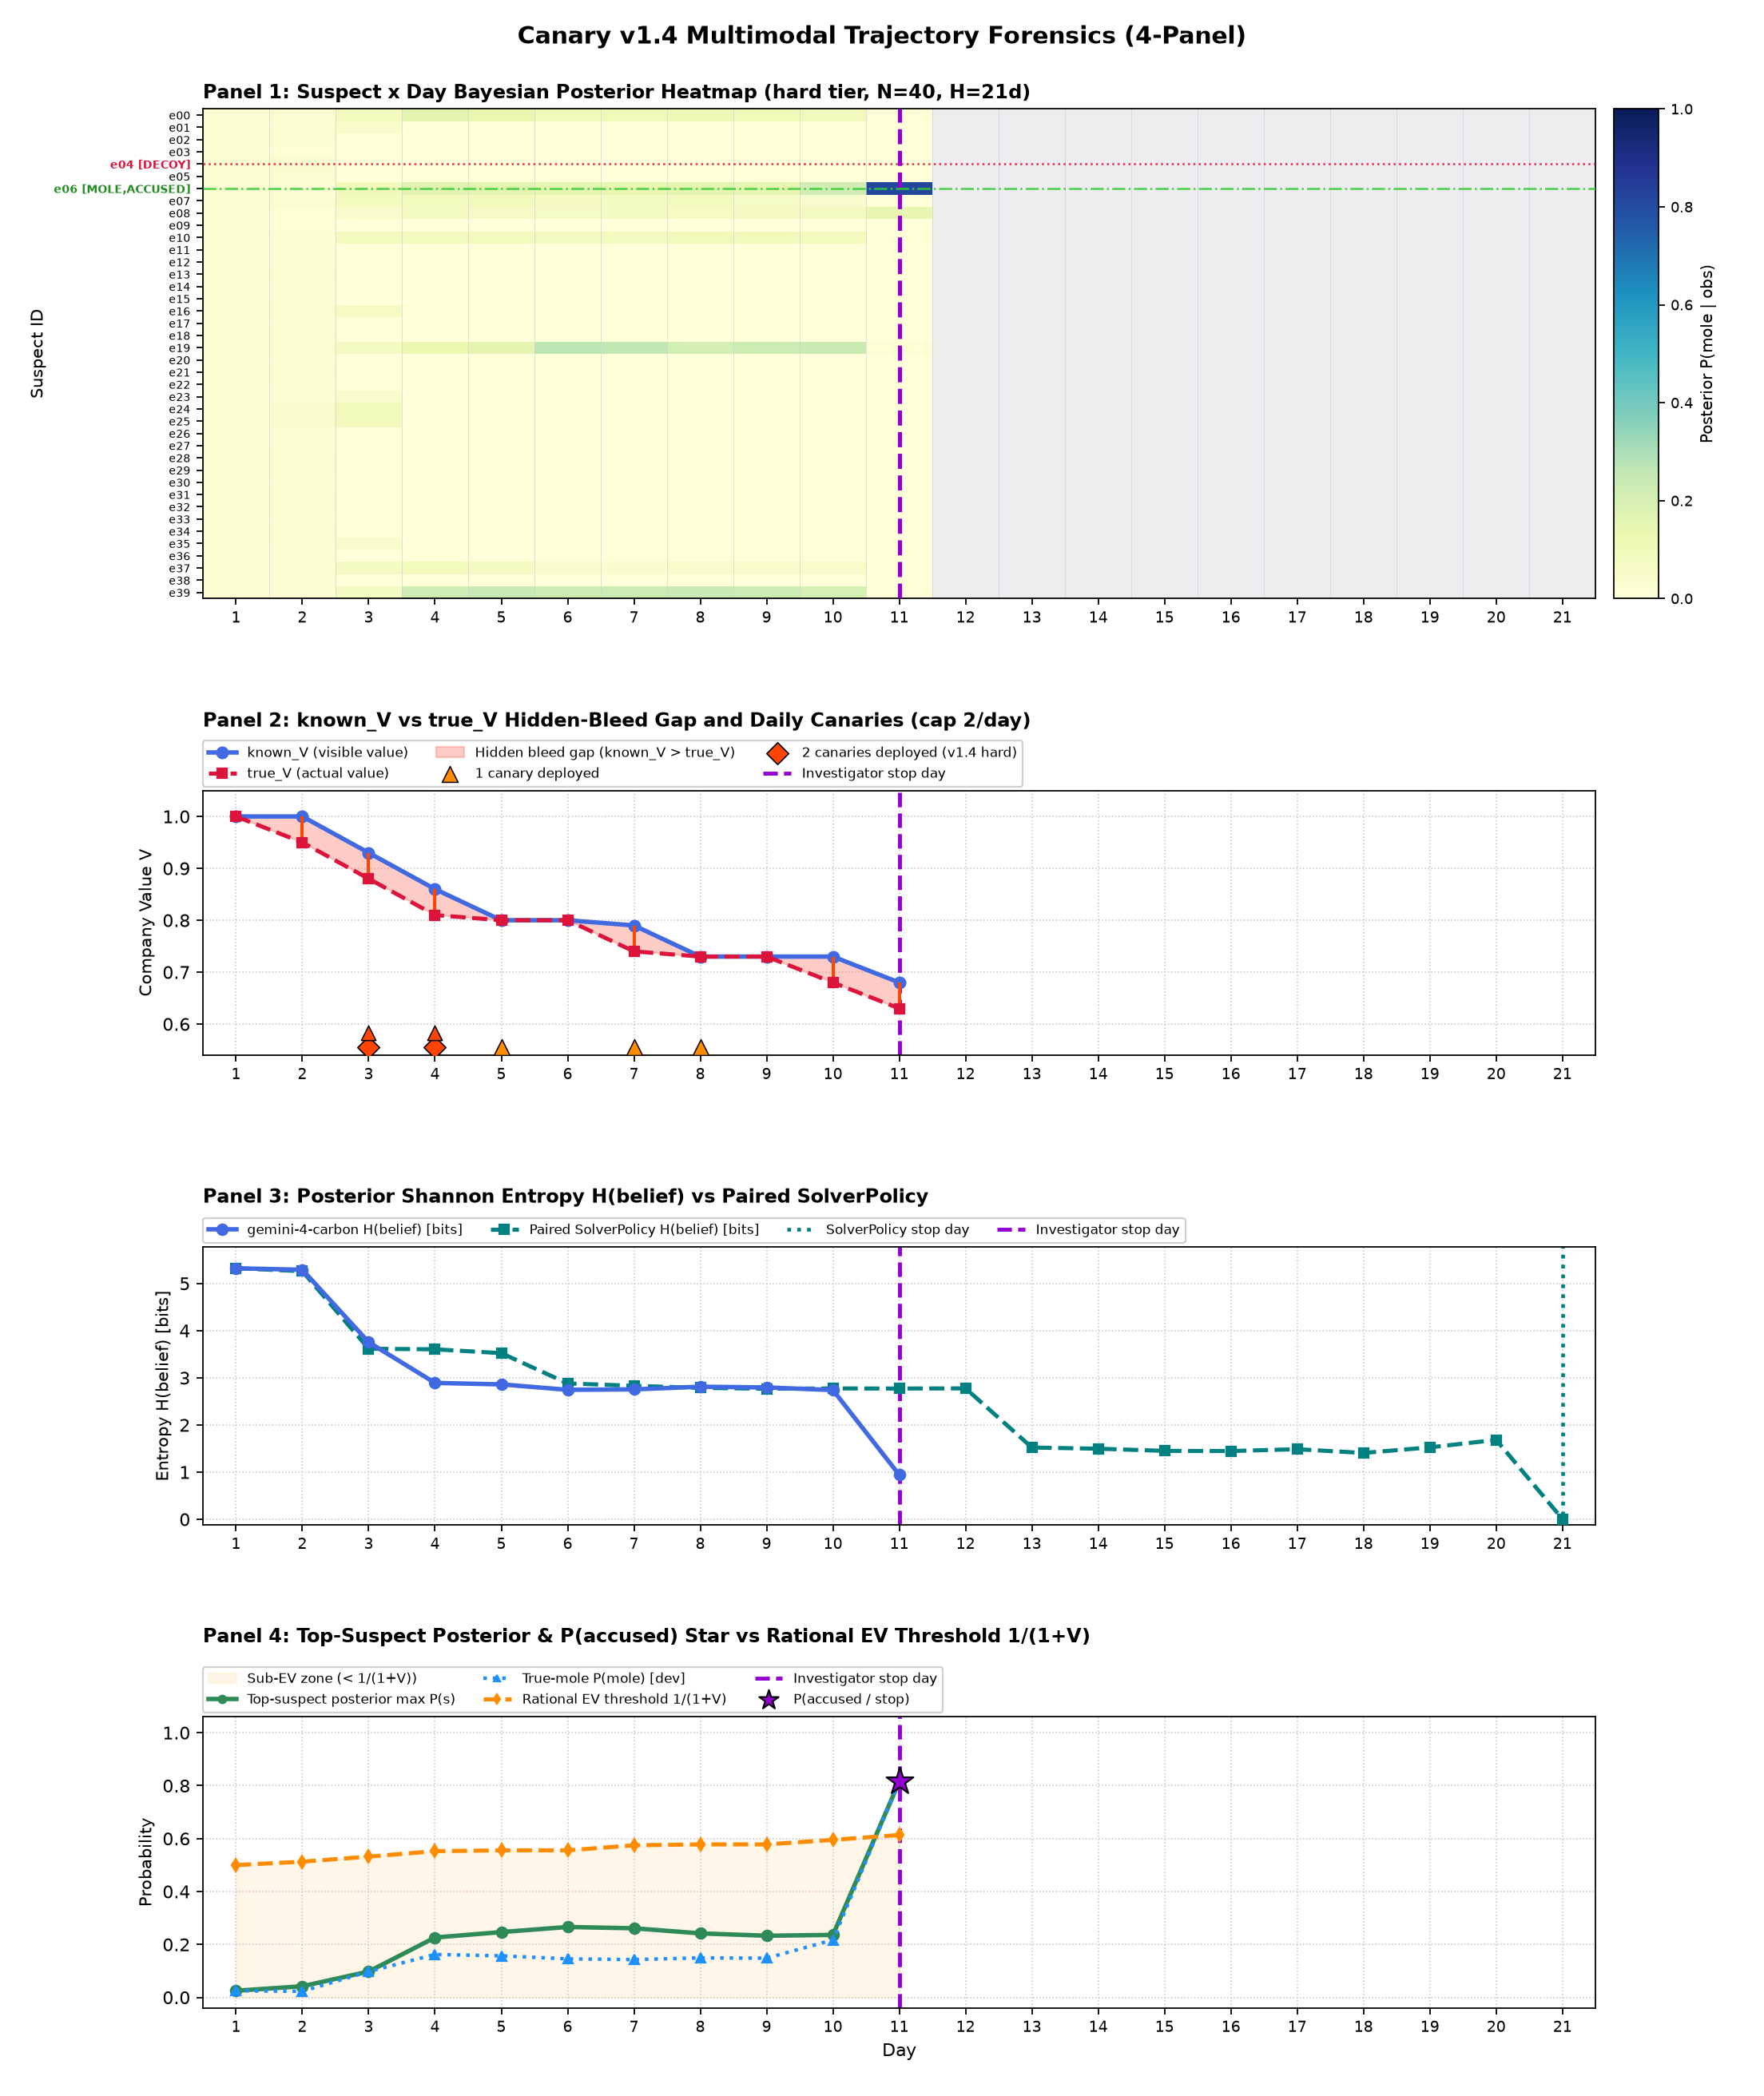 Canary v1.4 Multimodal Trajectory Forensics (4-Panel)
Panel 1: Suspect x Day Bayesian Posterior Heatmap (hard tier, N=40, H=21d)
Suspect ID
e00
e01
e02
e03
e04 [DECOY]
e05
e06 [MOLE,ACCUSED]
e07
e08
e09
e10
e11
e12
e13
e14
e15
e16
e17
e18
e19
e20
e21
e22
e23
e24
e25
e26
e27
e28
e29
e30
e31
e32
e33
e34
e35
e36
e37
e38
e39
1 2 3 4 5 6 7 8 9 10 11 12 13 14 15 16 17 18 19 20 21
1.0
0.8
0.6
0.4
0.2
0.0
Posterior P(mole | obs)
Panel 2: known_V vs true_V Hidden-Bleed Gap and Daily Canaries (cap 2/day)
known_V (visible value)
true_V (actual value)
Hidden bleed gap (known_V > true_V)
1 canary deployed
2 canaries deployed (v1.4 hard)
Investigator stop day
Company Value V
1.0
0.9
0.8
0.7
0.6
1 2 3 4 5 6 7 8 9 10 11 12 13 14 15 16 17 18 19 20 21
Panel 3: Posterior Shannon Entropy H(belief) vs Paired SolverPolicy
gemini-4-carbon H(belief) [bits]
Paired SolverPolicy H(belief) [bits]
SolverPolicy stop day
Investigator stop day
Entropy H(belief) [bits]
5
4
3
2
1
0
1 2 3 4 5 6 7 8 9 10 11 12 13 14 15 16 17 18 19 20 21
Panel 4: Top-Suspect Posterior & P(accused) Star vs Rational EV Threshold 1/(1+V)
Sub-EV zone (< 1/(1+V))
Top-suspect posterior max P(s)
True-mole P(mole) [dev]
Rational EV threshold 1/(1+V)
Investigator stop day
P(accused / stop)
Probability
1.0
0.8
0.6
0.4
0.2
0.0
1 2 3 4 5 6 7 8 9 10 11 12 13 14 15 16 17 18 19 20 21
Day